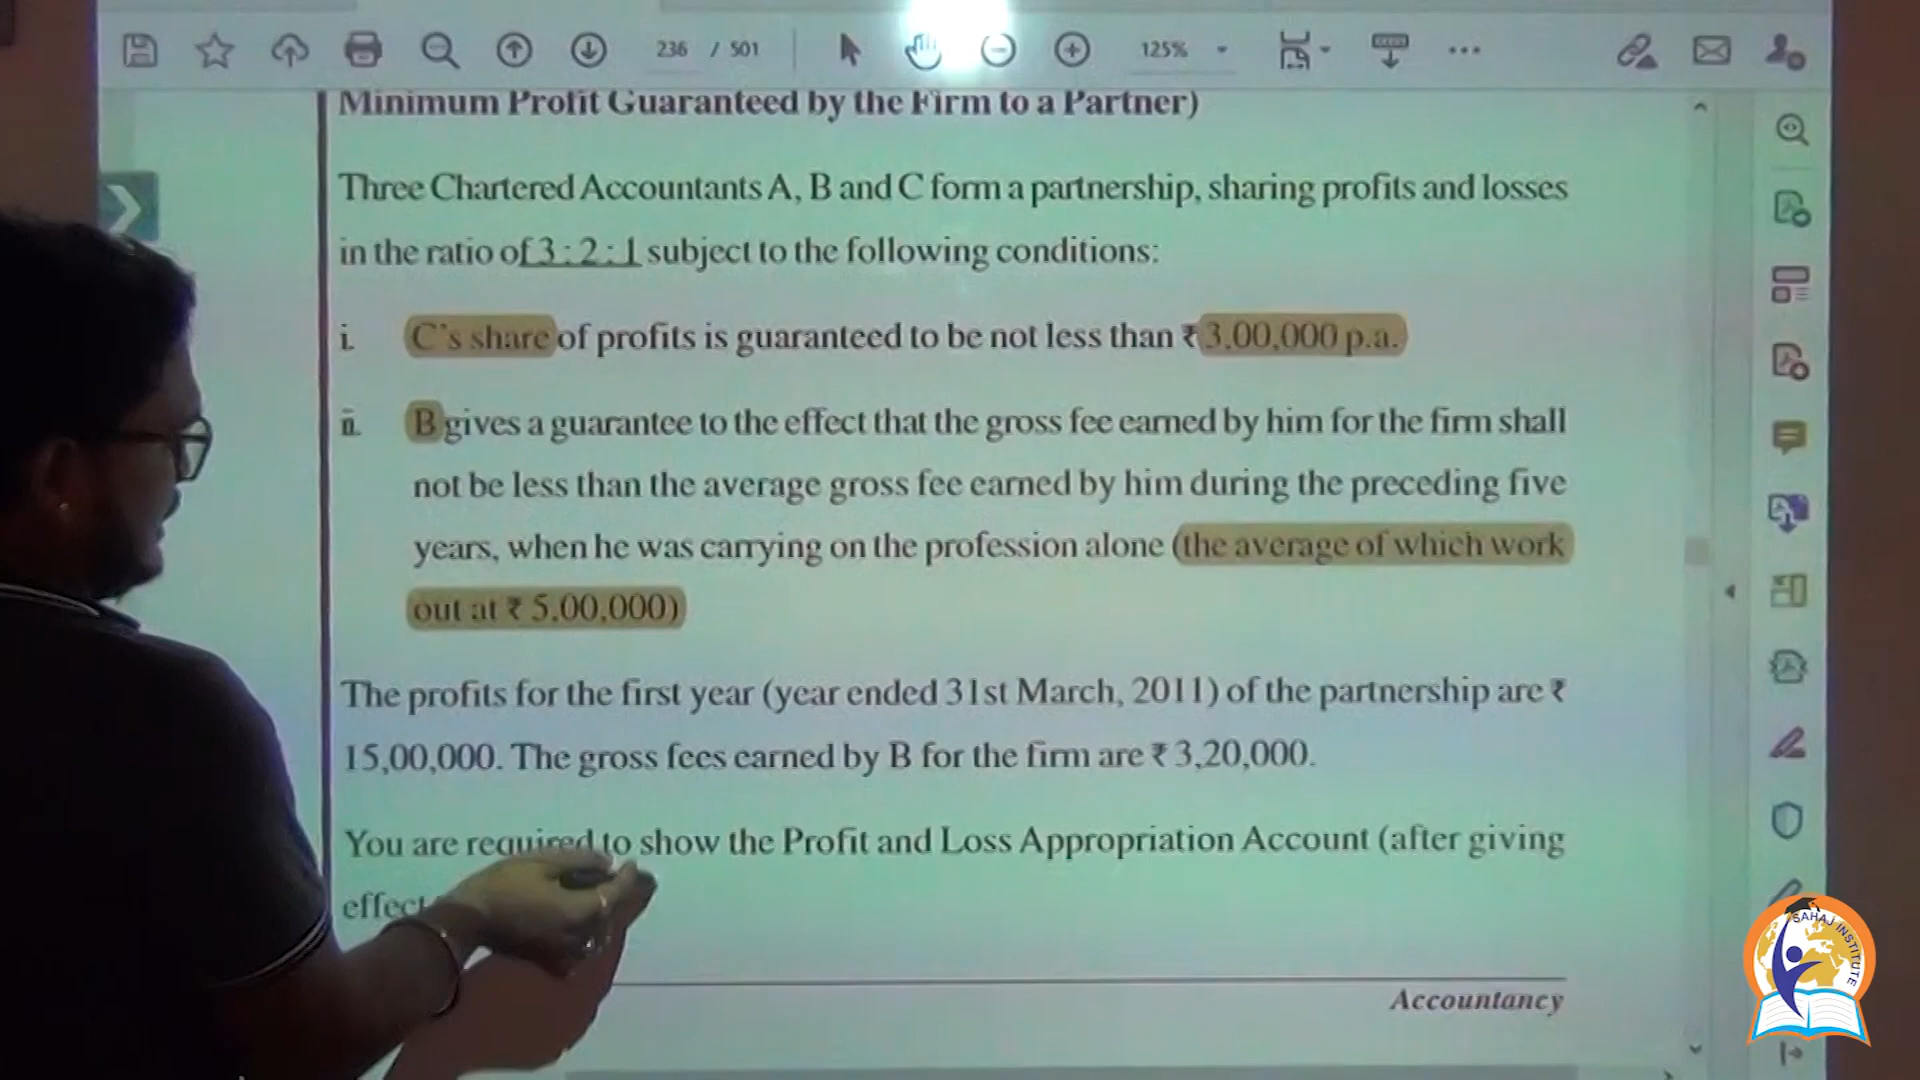 236 / 501
125%
Minimum Profit Guaranteed by the Firm to a Partner)
Three Chartered Accountants A, B and C form a partnership, sharing profits and losses
in the ratio of 3 : 2 : 1 subject to the following conditions:
i. C's share of profits is guaranteed to be not less than ₹ 3,00,000 p.a.
ii. B gives a guarantee to the effect that the gross fee earned by him for the firm shall
not be less than the average gross fee earned by him during the preceding five
years, when he was carrying on the profession alone (the average of which work
out at ₹ 5,00,000)
The profits for the first year (year ended 31st March, 2011) of the partnership are ₹
15,00,000. The gross fees earned by B for the firm are ₹ 3,20,000.
You are required to show the Profit and Loss Appropriation Account (after giving
effect
Accountancy
SAHAJ INSTITUTE